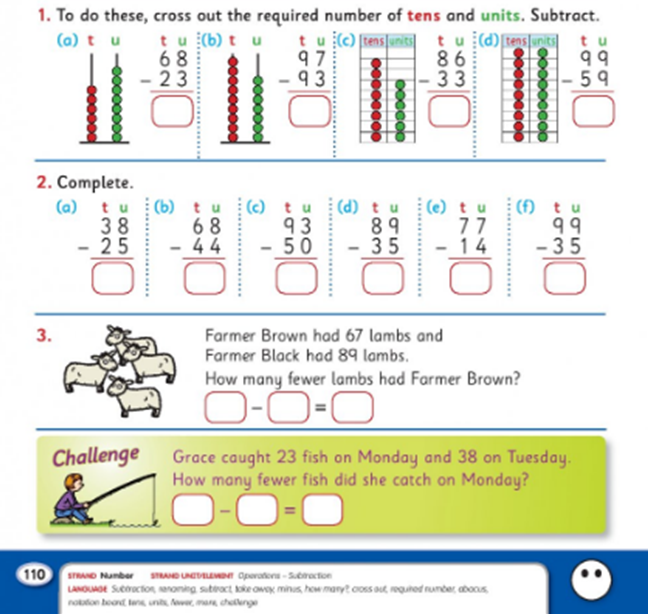 1. To do these, cross out the required number of tens and units. Subtract.
(a) t u t u (b) t u t u (c) tens units t u (d) tens units t u
68 97 86 99
- 23 - 93 - 33 - 59
2. Complete.
(a) t u (b) t u (c) t u (d) t u (e) t u (f) t u
38 68 93 89 77 99
- 25 - 44 - 50 - 35 - 14 - 35
3. Farmer Brown had 67 lambs and
Farmer Black had 89 lambs.
How many fewer lambs had Farmer Brown?
- =
Challenge Grace caught 23 fish on Monday and 38 on Tuesday.
How many fewer fish did she catch on Monday?
- =
110 STRAND Number STRAND UNIT/ELEMENT Operations – Subtraction
LANGUAGE Subtraction, renaming, subtract, take away, minus, how many?, cross out, required number, abacus,
notation board, tens, units, fewer, more, challenge